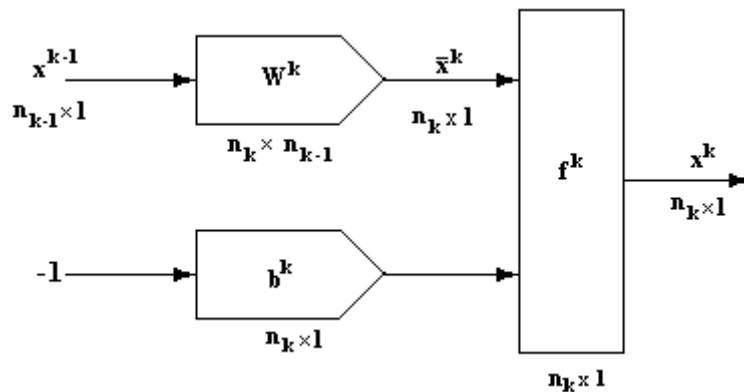 x^{k-1}
n_{k-1}×1
W^k
n_k × n_{k-1}
x̄^k
n_k x 1
f^k
x^k
n_k×1
-1
b^k
n_k×1
n_k x 1